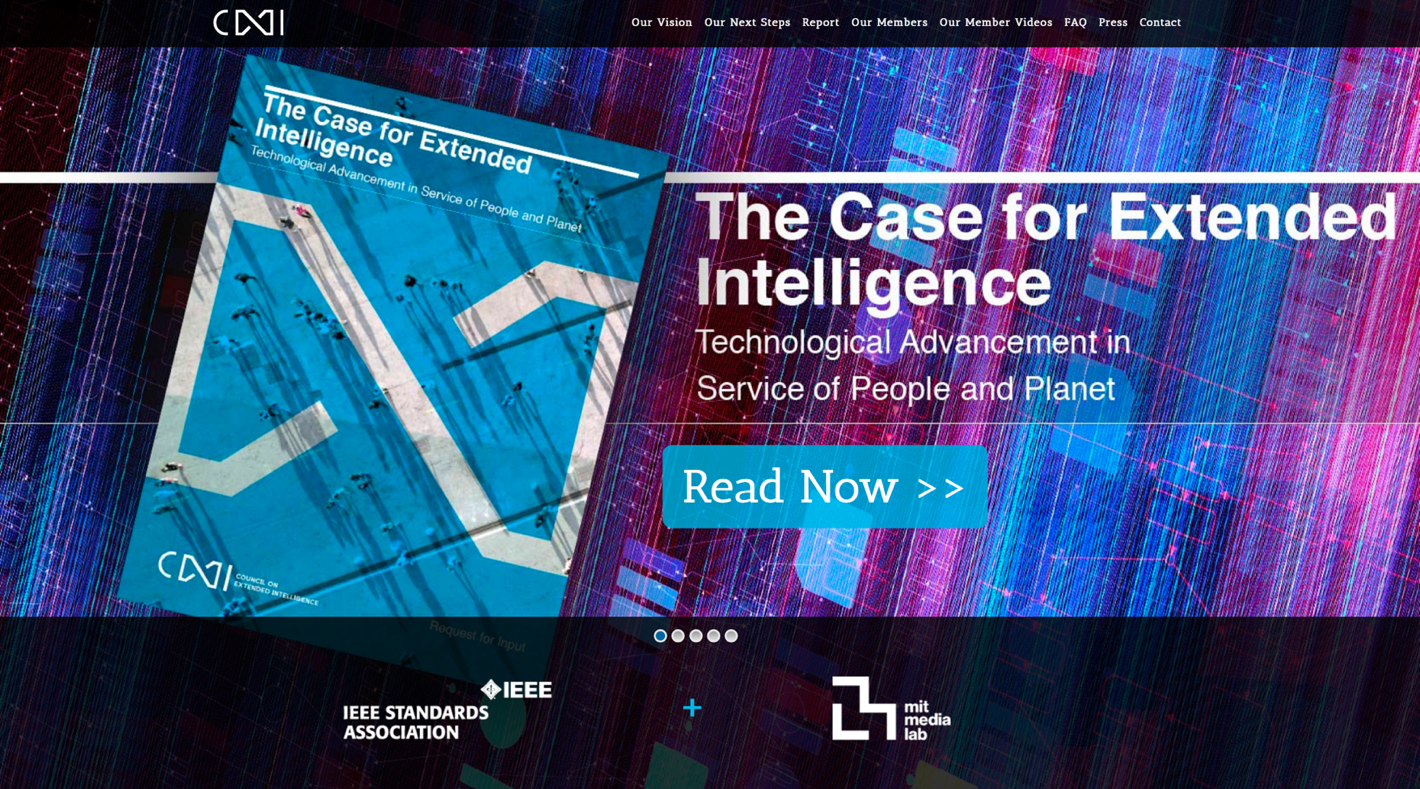 CXI
Our Vision Our Next Steps Report Our Members Our Member Videos FAQ Press Contact
The Case for Extended
Intelligence
Technological Advancement in Service of People and Planet
CXI COUNCIL ON
EXTENDED INTELLIGENCE
Request for Input
The Case for Extended
Intelligence
Technological Advancement in
Service of People and Planet
Read Now >>
IEEE
IEEE STANDARDS
ASSOCIATION
+
mit
media
lab